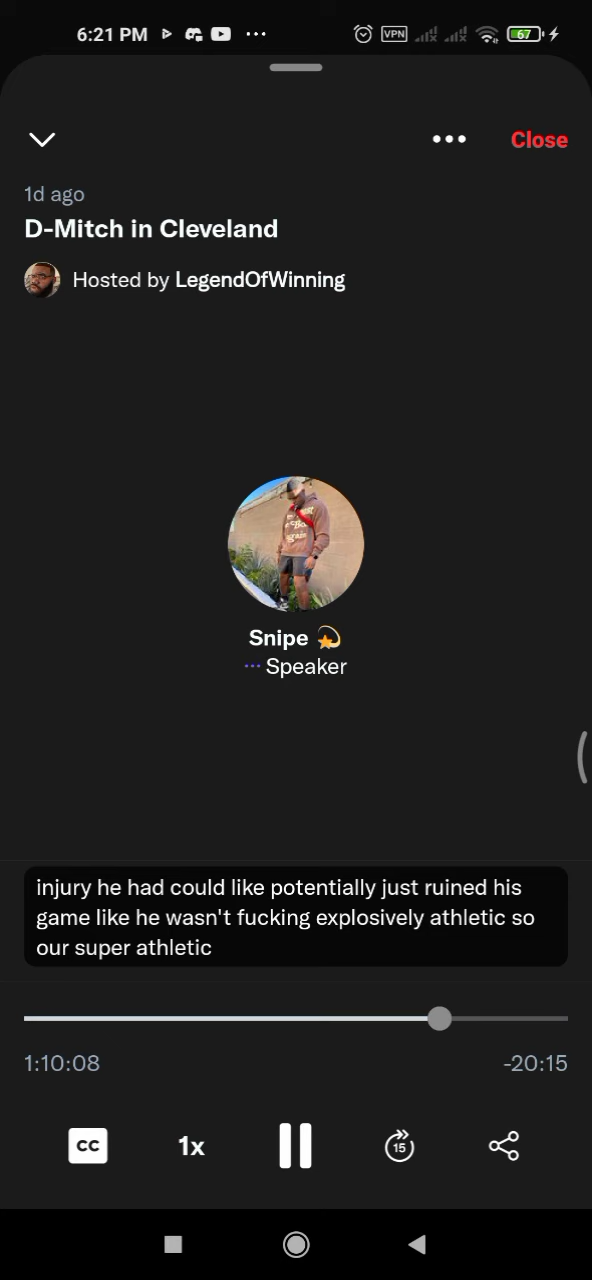 6:21 PM
VPN
67
Close
1d ago
D-Mitch in Cleveland
Hosted by LegendOfWinning
Snipe 💫
Speaker
injury he had could like potentially just ruined his
game like he wasn't fucking explosively athletic so
our super athletic
1:10:08
-20:15
CC
1x
15